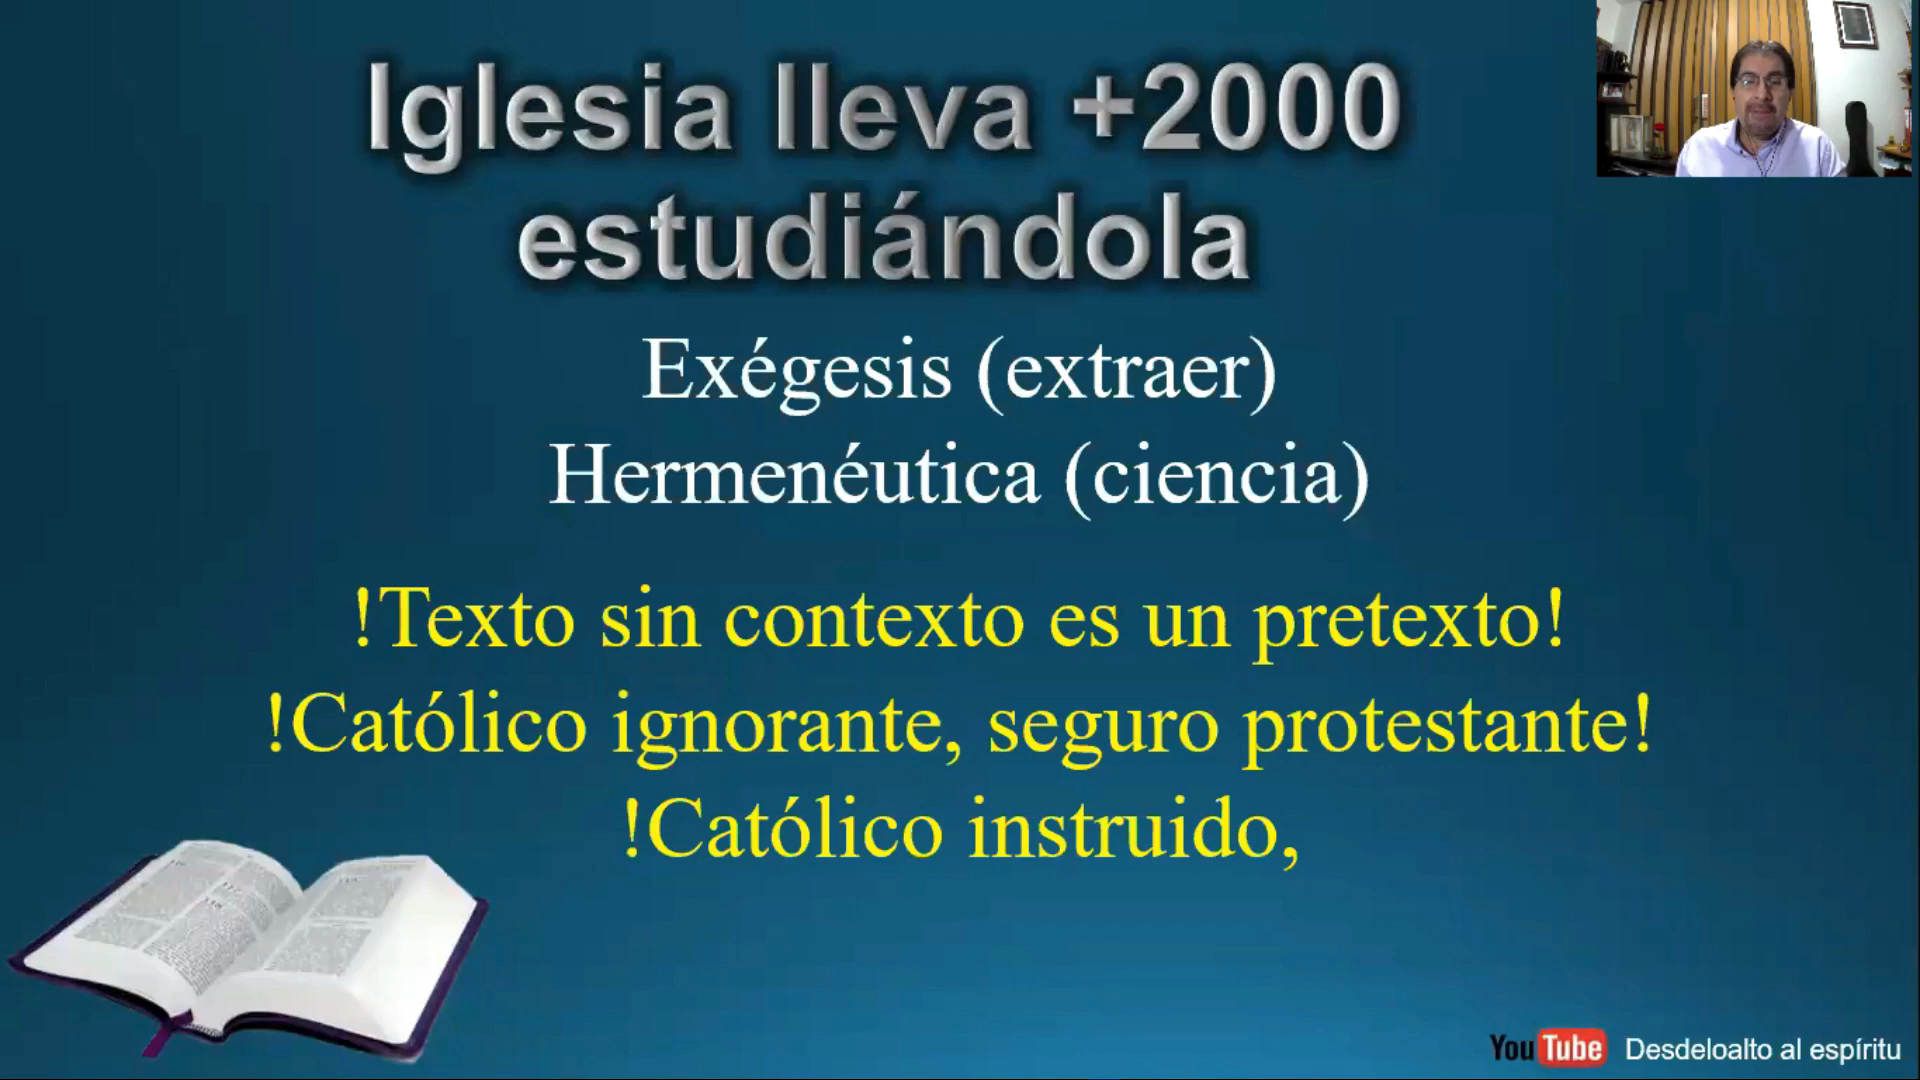 Iglesia lleva +2000
estudiándola
Exégesis (extraer)
Hermenéutica (ciencia)
!Texto sin contexto es un pretexto!
!Católico ignorante, seguro protestante!
!Católico instruido,
YouTube Desdeloalto al espíritu